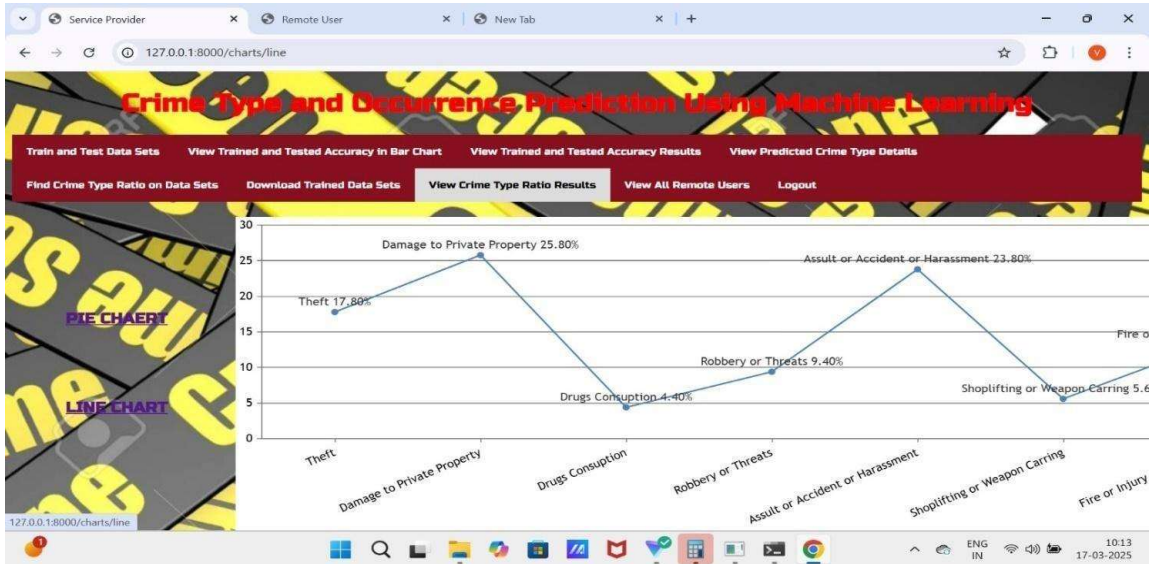 Service Provider
Remote User
New Tab
127.0.0.1:8000/charts/line
V
Crime Type and Occurrence Prediction Using Machine Learning
Train and Test Data Sets View Trained and Tested Accuracy in Bar Chart View Trained and Tested Accuracy Results View Predicted Crime Type Details
Find Crime Type Ratio on Data Sets Download Trained Data Sets View Crime Type Ratio Results View All Remote Users Logout
PIE CHAERT
LINE CHART
30
25
20
15
10
5
0
Theft 17.80%
Damage to Private Property 25.80%
Drugs Consuption 4.40%
Robbery or Threats 9.40%
Assult or Accident or Harassment 23.80%
Shoplifting or Weapon Carring 5.6
Fire o
Theft
Damage to Private Property
Drugs Consuption
Robbery or Threats
Assult or Accident or Harassment
Shoplifting or Weapon Carring
Fire or Injury
127.0.0.1:8000/charts/line
1
ENG
IN
10:13
17-03-2025